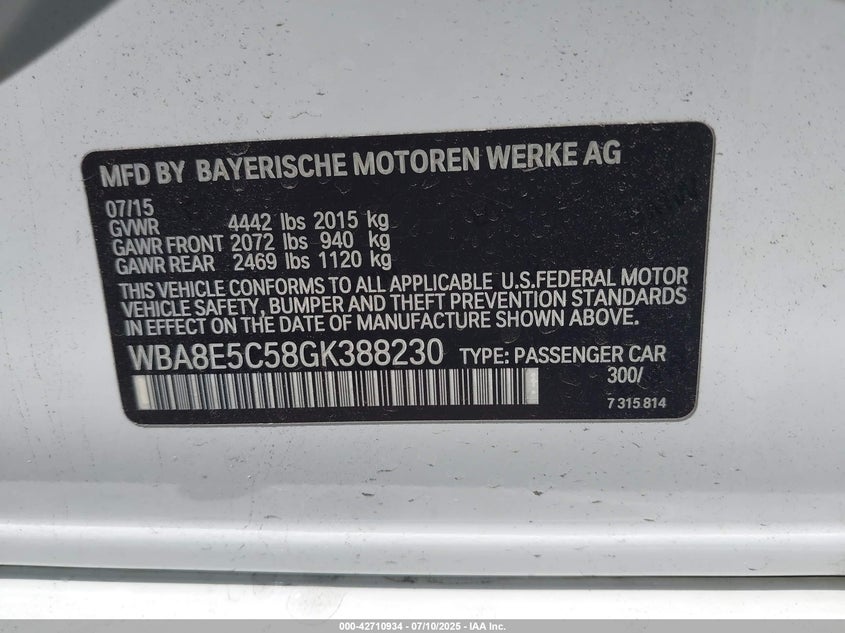 MFD BY BAYERISCHE MOTOREN WERKE AG
07/15
GVWR 4442 lbs 2015 kg
GAWR FRONT 2072 lbs 940 kg
GAWR REAR 2469 lbs 1120 kg
THIS VEHICLE CONFORMS TO ALL APPLICABLE U.S.FEDERAL MOTOR
VEHICLE SAFETY, BUMPER AND THEFT PREVENTION STANDARDS
IN EFFECT ON THE DATE OF MANUFACTURE SHOWN ABOVE.
WBA8E5C58GK388230 TYPE: PASSENGER CAR
300/
7 315 814
000-42710934 - 07/10/2025 - IAA Inc.